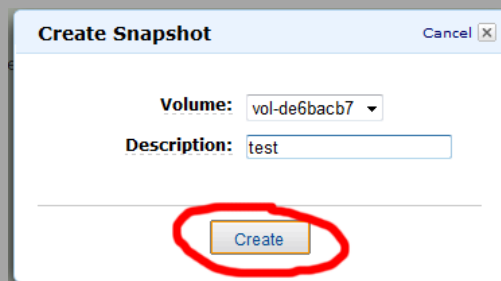 Create Snapshot Cancel
Volume: vol-de6bacb7
Description: test
Create